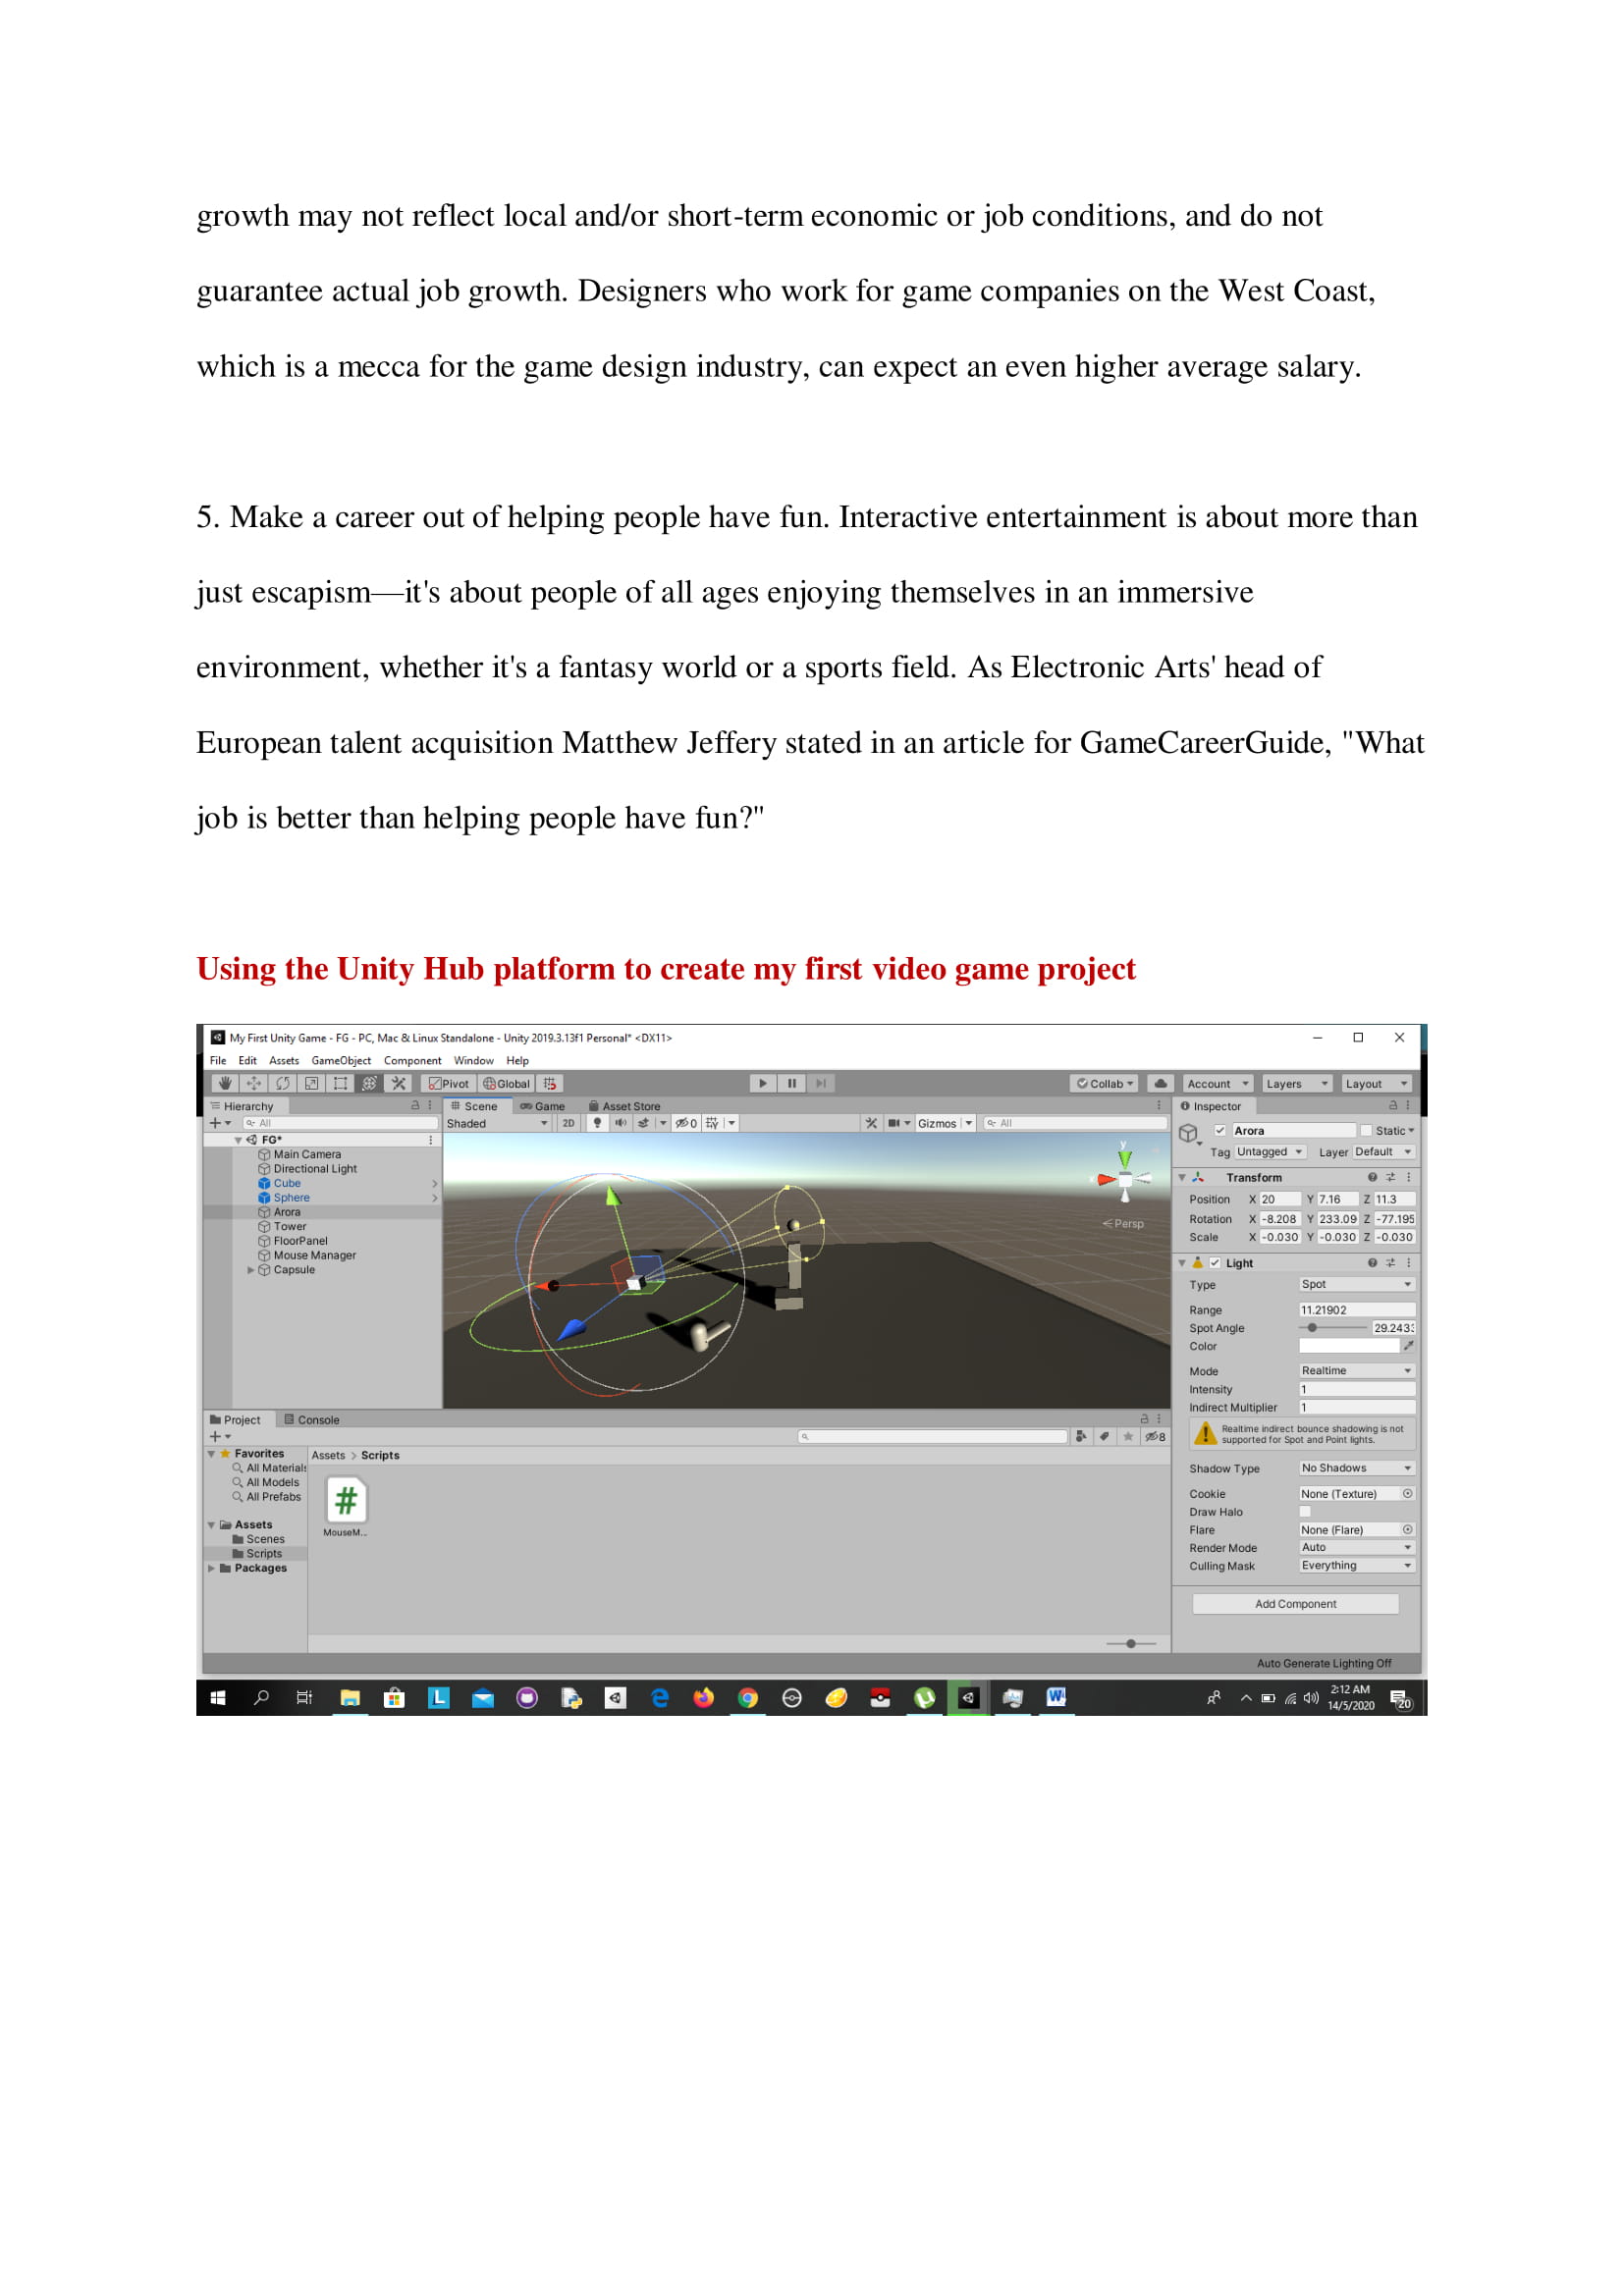 growth may not reflect local and/or short-term economic or job conditions, and do not
guarantee actual job growth. Designers who work for game companies on the West Coast,
which is a mecca for the game design industry, can expect an even higher average salary.
5. Make a career out of helping people have fun. Interactive entertainment is about more than
just escapism—it's about people of all ages enjoying themselves in an immersive
environment, whether it's a fantasy world or a sports field. As Electronic Arts' head of
European talent acquisition Matthew Jeffery stated in an article for GameCareerGuide, "What
job is better than helping people have fun?"
Using the Unity Hub platform to create my first video game project
My First Unity Game - FG - PC, Mac & Linux Standalone - Unity 2019.3.13f1 Personal* <DX11>
File Edit Assets GameObject Component Window Help
Pivot Global Collab Account Layers Layout
Hierarchy
All
FG*
Main Camera
Directional Light
Cube
Sphere
Arora
Tower
FloorPanel
Mouse Manager
Capsule
Scene Game Asset Store
Shaded 2D 0 Gizmos All
y
Persp
Inspector
Arora Static
Tag Untagged Layer Default
Transform
Position X 20 Y 7.16 Z 11.3
Rotation X -8.208 Y 233.09 Z -77.195
Scale X -0.030 Y -0.030 Z -0.030
Light
Type Spot
Range 11.21902
Spot Angle 29.2433
Color
Mode Realtime
Intensity 1
Indirect Multiplier 1
Realtime indirect bounce shadowing is not
supported for Spot and Point lights.
Shadow Type No Shadows
Cookie None (Texture)
Draw Halo
Flare None (Flare)
Render Mode Auto
Culling Mask Everything
Add Component
Project Console
8
Favorites
All Materials
All Models
All Prefabs
Assets
Scenes
Scripts
Packages
Assets > Scripts
#
MouseM...
Auto Generate Lighting Off
2:12 AM
14/5/2020
20